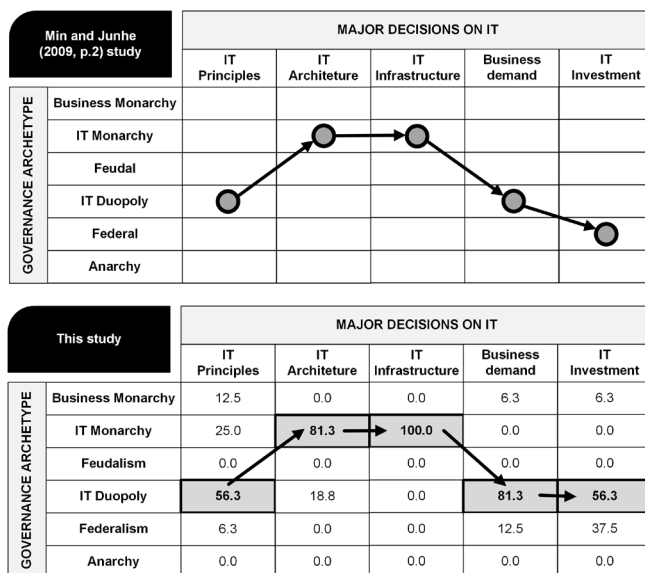 Min and Junhe
(2009, p.2) study
MAJOR DECISIONS ON IT
IT
Principles
IT
Architeture
IT
Infrastructure
Business
demand
IT
Investment
GOVERNANCE ARCHETYPE
Business Monarchy
IT Monarchy
Feudal
IT Duopoly
Federal
Anarchy
This study
MAJOR DECISIONS ON IT
IT
Principles
IT
Architeture
IT
Infrastructure
Business
demand
IT
Investment
GOVERNANCE ARCHETYPE
Business Monarchy 12.5 0.0 0.0 6.3 6.3
IT Monarchy 25.0 81.3 100.0 0.0 0.0
Feudalism 0.0 0.0 0.0 0.0 0.0
IT Duopoly 56.3 18.8 0.0 81.3 56.3
Federalism 6.3 0.0 0.0 12.5 37.5
Anarchy 0.0 0.0 0.0 0.0 0.0